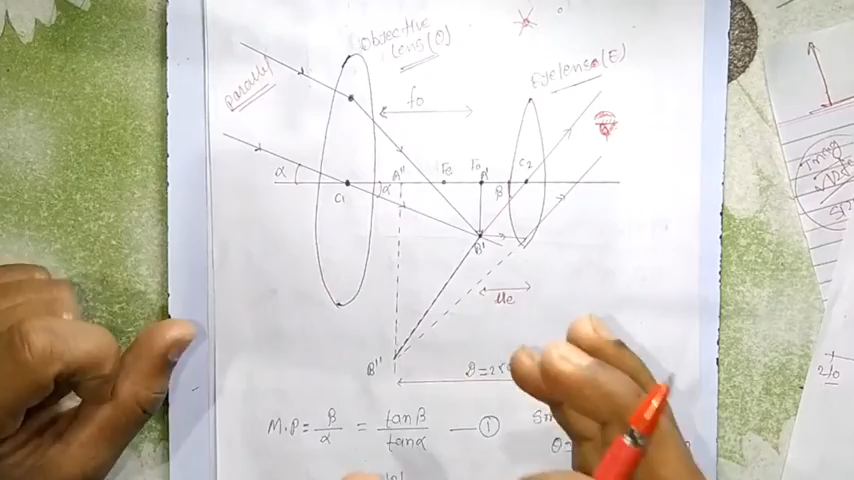 Objective
Lens(O)
Eyelens(E)
Parallel
fo
α
C1
α
A''
Fe
Fo
A'
β
C2
B'
ue
B''
M.P = β/α = tanβ/tanα — ①